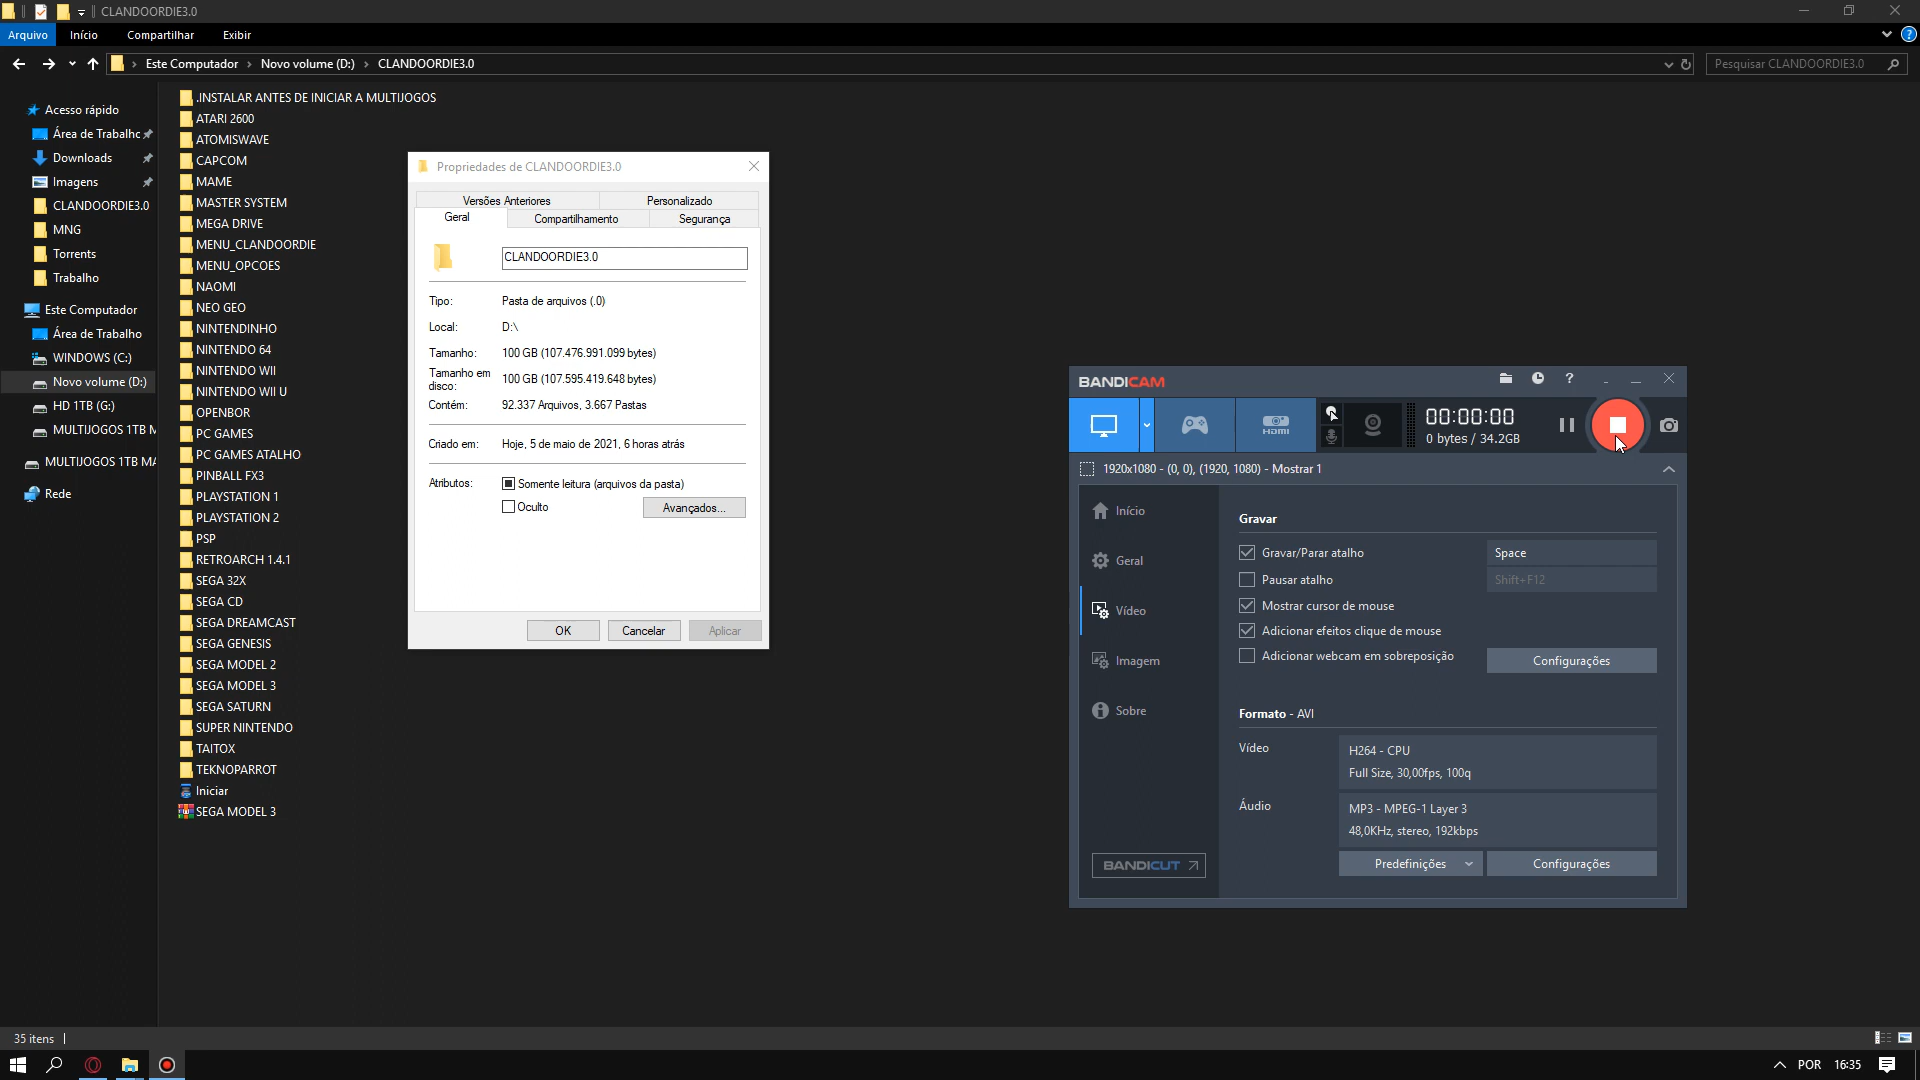 CLANDOORDIE3.0
Arquivo
Início
Compartilhar
Exibir
?
Este Computador
Novo volume (D:)
CLANDOORDIE3.0
Pesquisar CLANDOORDIE3.0
Acesso rápido
Área de Trabalho
Downloads
Imagens
CLANDOORDIE3.0
MNG
Torrents
Trabalho
Este Computador
Área de Trabalho
WINDOWS (C:)
Novo volume (D:)
HD 1TB (G:)
MULTIJOGOS 1TB M
MULTIJOGOS 1TB MA
Rede
.INSTALAR ANTES DE INICIAR A MULTIJOGOS
ATARI 2600
ATOMISWAVE
CAPCOM
MAME
MASTER SYSTEM
MEGA DRIVE
MENU_CLANDOORDIE
MENU_OPCOES
NAOMI
NEO GEO
NINTENDINHO
NINTENDO 64
NINTENDO WII
NINTENDO WII U
OPENBOR
PC GAMES
PC GAMES ATALHO
PINBALL FX3
PLAYSTATION 1
PLAYSTATION 2
PSP
RETROARCH 1.4.1
SEGA 32X
SEGA CD
SEGA DREAMCAST
SEGA GENESIS
SEGA MODEL 2
SEGA MODEL 3
SEGA SATURN
SUPER NINTENDO
TAITOX
TEKNOPARROT
Iniciar
SEGA MODEL 3
Propriedades de CLANDOORDIE3.0
Versões Anteriores
Personalizado
Geral
Compartilhamento
Segurança
CLANDOORDIE3.0
Tipo: Pasta de arquivos (.0)
Local: D:\
Tamanho: 100 GB (107.476.991.099 bytes)
Tamanho em disco: 100 GB (107.595.419.648 bytes)
Contém: 92.337 Arquivos, 3.667 Pastas
Criado em: Hoje, 5 de maio de 2021, 6 horas atrás
Atributos: Somente leitura (arquivos da pasta)
Oculto
Avançados...
OK
Cancelar
Aplicar
BANDICAM
?
HDMI
00:00:00
0 bytes / 34.2GB
1920x1080 - (0, 0), (1920, 1080) - Mostrar 1
Início
Geral
Vídeo
Imagem
Sobre
BANDICUT
Gravar
Gravar/Parar atalho
Space
Pausar atalho
Shift+F12
Mostrar cursor de mouse
Adicionar efeitos clique de mouse
Adicionar webcam em sobreposição
Configurações
Formato - AVI
Vídeo
H264 - CPU
Full Size, 30,00fps, 100q
Áudio
MP3 - MPEG-1 Layer 3
48,0KHz, stereo, 192kbps
Predefinições
Configurações
35 itens
POR
16:35